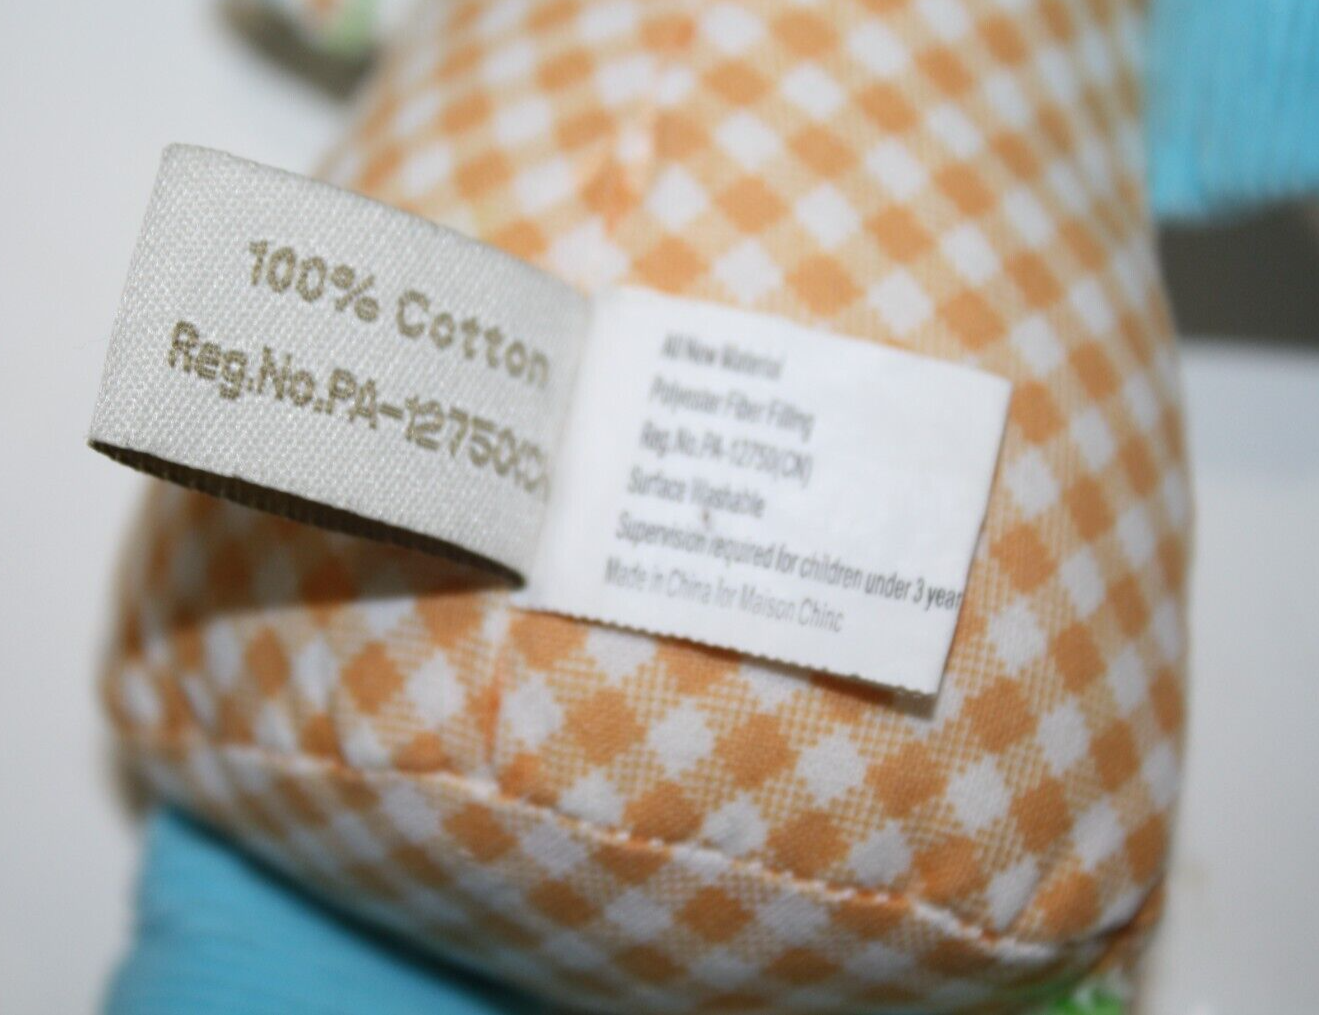 100% Cotton
Reg.No.PA-12750(CN
All New Material
Polyester Fiber Filling
Reg.No.PA-12750(CN)
Surface Washable
Supervision required for children under 3 year
Made in China for Maison Chinc